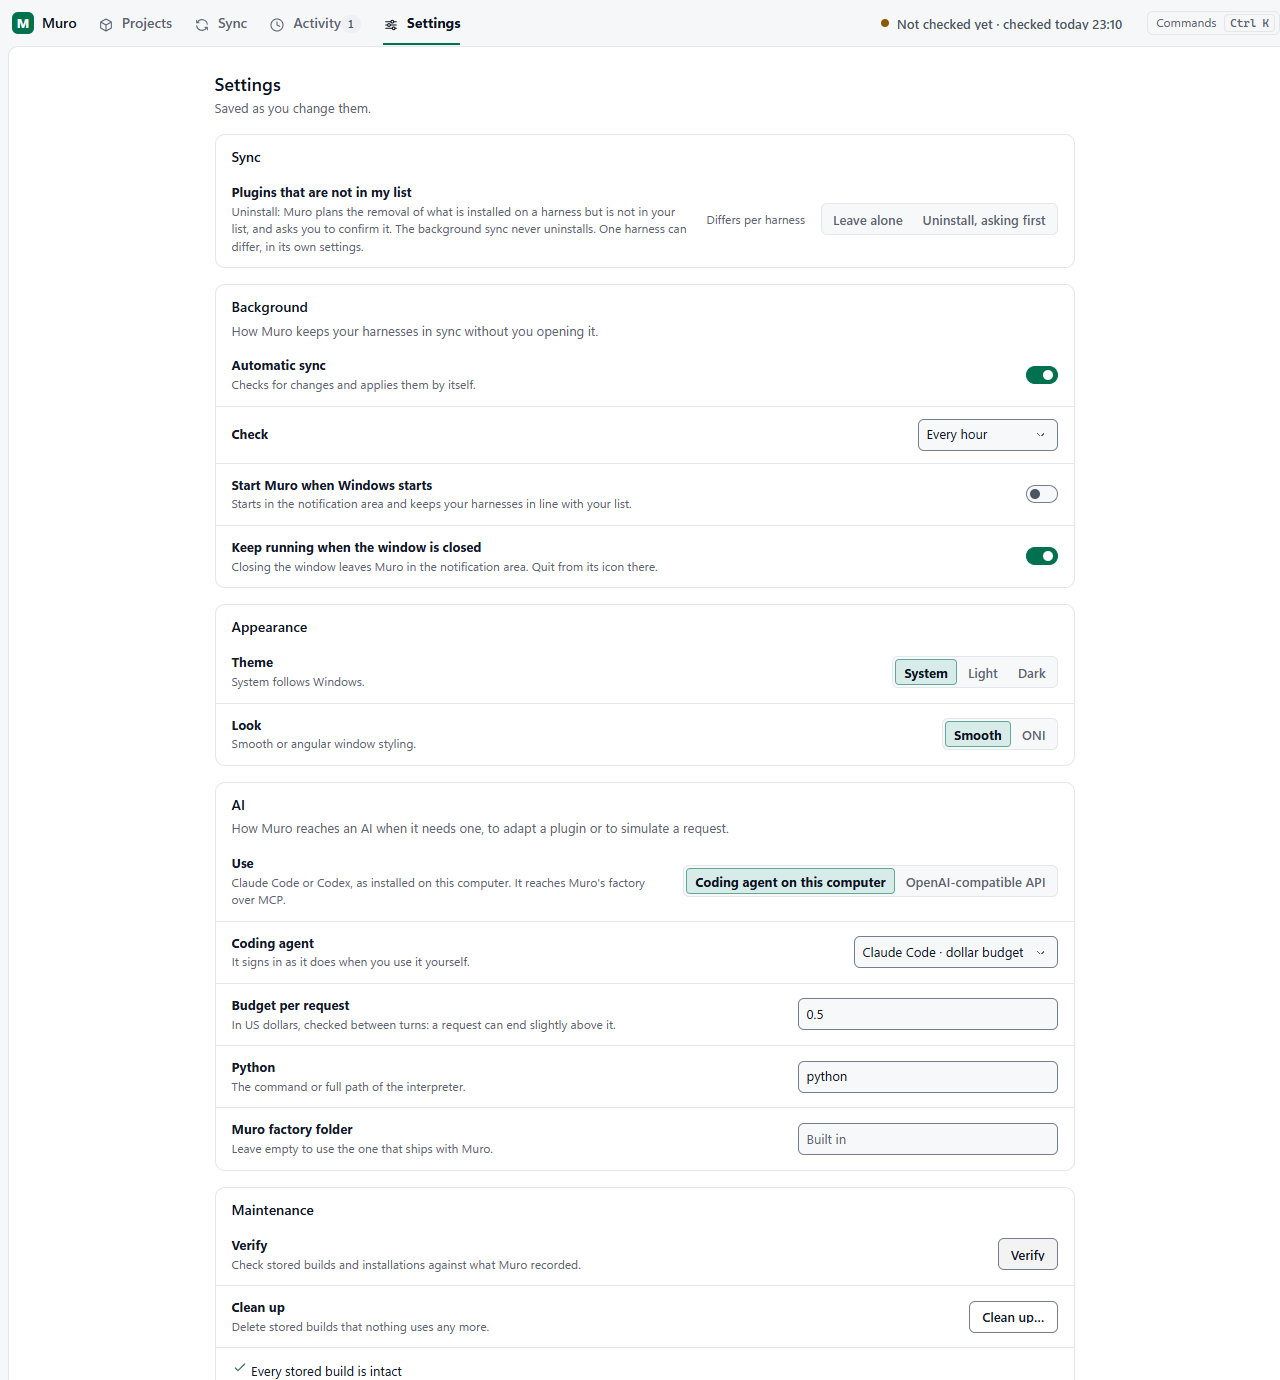 M Muro Projects Sync Activity 1 Settings Not checked yet · checked today 23:10 Commands Ctrl K
Settings
Saved as you change them.
Sync
Plugins that are not in my list
Uninstall: Muro plans the removal of what is installed on a harness but is not in your
list, and asks you to confirm it. The background sync never uninstalls. One harness can
differ, in its own settings.
Differs per harness Leave alone Uninstall, asking first
Background
How Muro keeps your harnesses in sync without you opening it.
Automatic sync
Checks for changes and applies them by itself.
Check Every hour
Start Muro when Windows starts
Starts in the notification area and keeps your harnesses in line with your list.
Keep running when the window is closed
Closing the window leaves Muro in the notification area. Quit from its icon there.
Appearance
Theme
System follows Windows.
System Light Dark
Look
Smooth or angular window styling.
Smooth ONI
AI
How Muro reaches an AI when it needs one, to adapt a plugin or to simulate a request.
Use
Claude Code or Codex, as installed on this computer. It reaches Muro's factory
over MCP.
Coding agent on this computer OpenAI-compatible API
Coding agent
It signs in as it does when you use it yourself.
Claude Code · dollar budget
Budget per request
In US dollars, checked between turns: a request can end slightly above it.
0.5
Python
The command or full path of the interpreter.
python
Muro factory folder
Leave empty to use the one that ships with Muro.
Built in
Maintenance
Verify
Check stored builds and installations against what Muro recorded.
Verify
Clean up
Delete stored builds that nothing uses any more.
Clean up...
Every stored build is intact